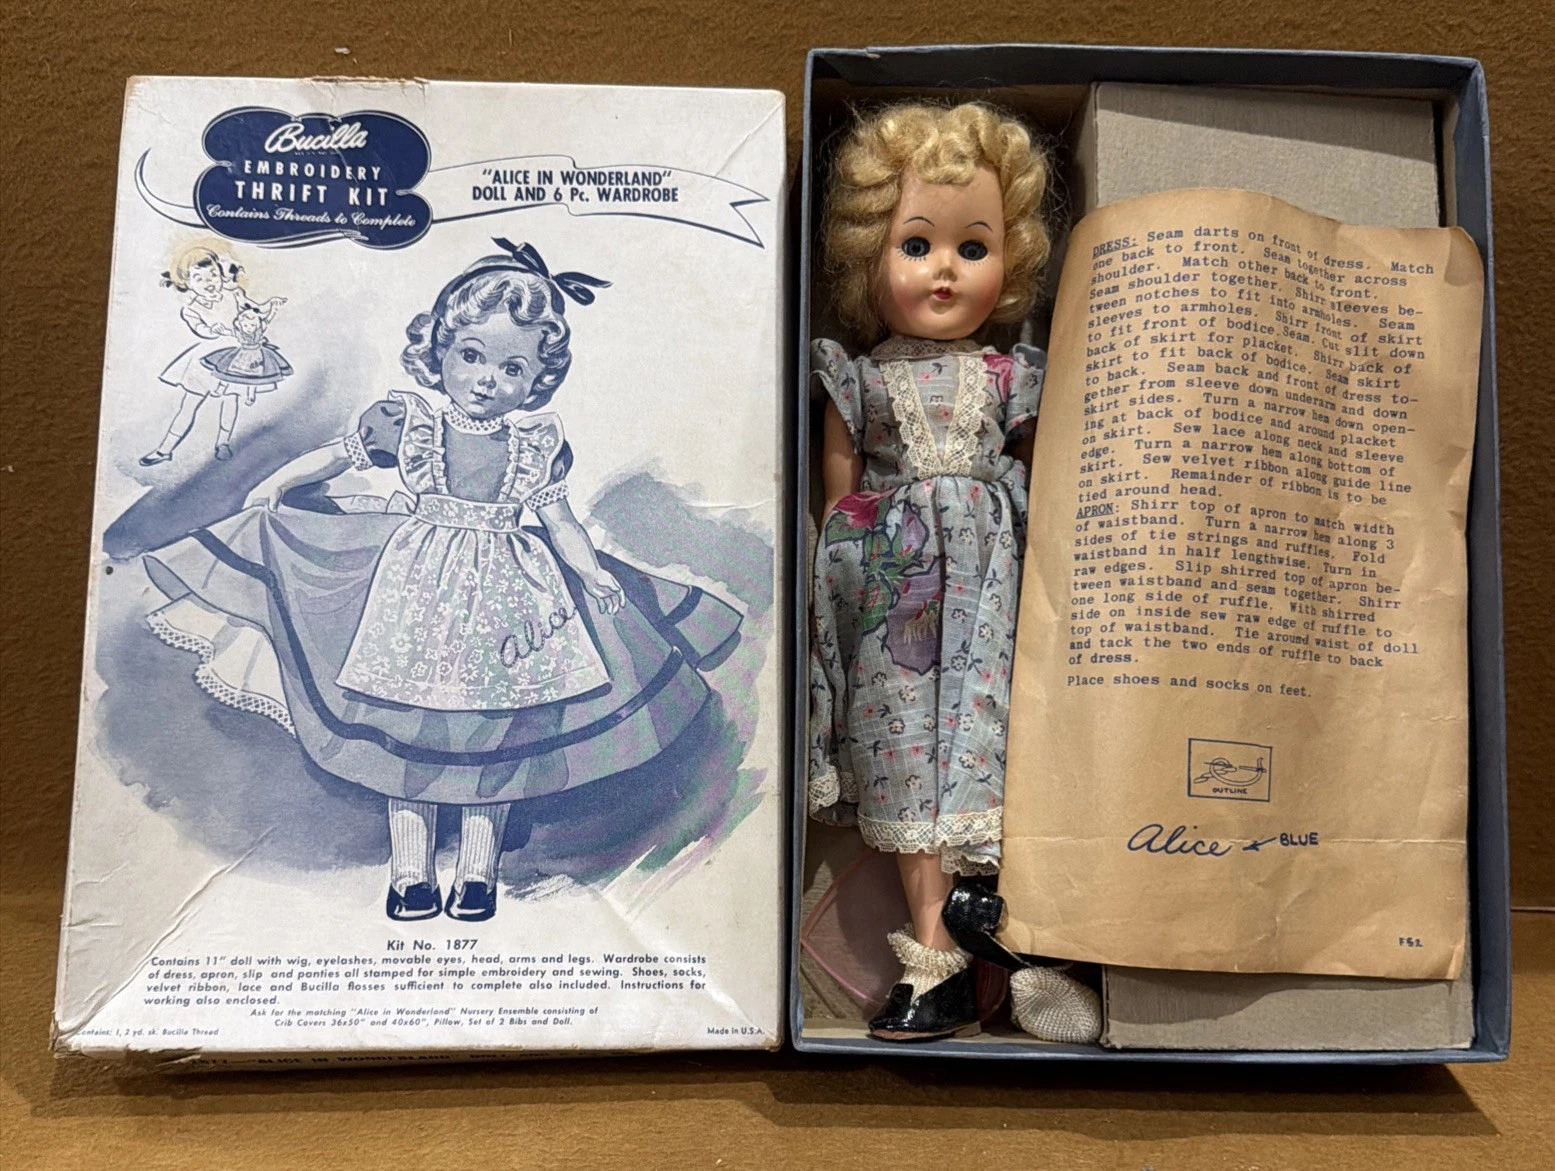 Bucilla
EMBROIDERY
THRIFT KIT
Contains Threads to Complete
"ALICE IN WONDERLAND"
DOLL AND 6 Pc. WARDROBE
Alice
Kit No. 1877
Contains 11" doll with wig, eyelashes, movable eyes, head, arms and legs. Wardrobe consists
of dress, apron, slip and panties all stamped for simple embroidery and sewing. Shoes, socks,
velvet ribbon, lace and Bucilla flosses sufficient to complete also included. Instructions for
working also enclosed.
Ask for the matching "Alice in Wonderland" Nursery Ensemble consisting of
Crib Covers 36x50" and 40x60", Pillow, Set of 2 Bibs and Doll.
Contains: 1, 2 yd. sk. Bucilla Thread
Made in U.S.A.
1877 "ALICE IN WONDERLAND" DOLL AND
DRESS: Seam darts on front of dress. Match
one back to front. Seam together across
shoulder. Match other back to front.
Seam shoulder together. Shirr sleeves be-
tween notches to fit into armholes. Seam
sleeves to armholes. Shirr front of skirt
to fit front of bodice. Seam. Cut slit down
back of skirt for placket. Shirr back of
skirt to fit back of bodice. Seam skirt
to back. Seam back and front of dress to-
gether from sleeve down underarm and down
skirt sides. Turn a narrow hem down open-
ing at back of bodice and around placket
on skirt. Sew lace along neck and sleeve
edge. Turn a narrow hem along bottom of
skirt. Sew velvet ribbon along guide line
on skirt. Remainder of ribbon is to be
tied around head.
APRON: Shirr top of apron to match width
of waistband. Turn a narrow hem along 3
sides of tie strings and ruffles. Fold
waistband in half lengthwise. Turn in
raw edges. Slip shirred top of apron be-
tween waistband and seam together. Shirr
one long side of ruffle. With shirred
side on inside sew raw edge of ruffle to
top of waistband. Tie around waist of doll
and tack the two ends of ruffle to back
of dress.
Place shoes and socks on feet.
OUTLINE
Alice
BLUE
F52